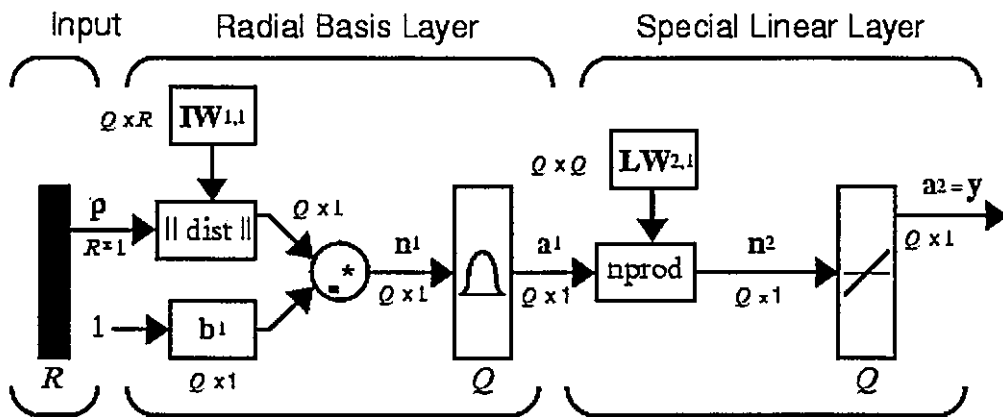 Input Radial Basis Layer Special Linear Layer
Q x R IW1,1
Q x Q LW2,1
p
R x 1
|| dist ||
Q x 1
.*
n1
Q x 1
a1
Q x 1
nprod
n2
Q x 1
a2 = y
Q x 1
1
b1
Q x 1
R
Q
Q